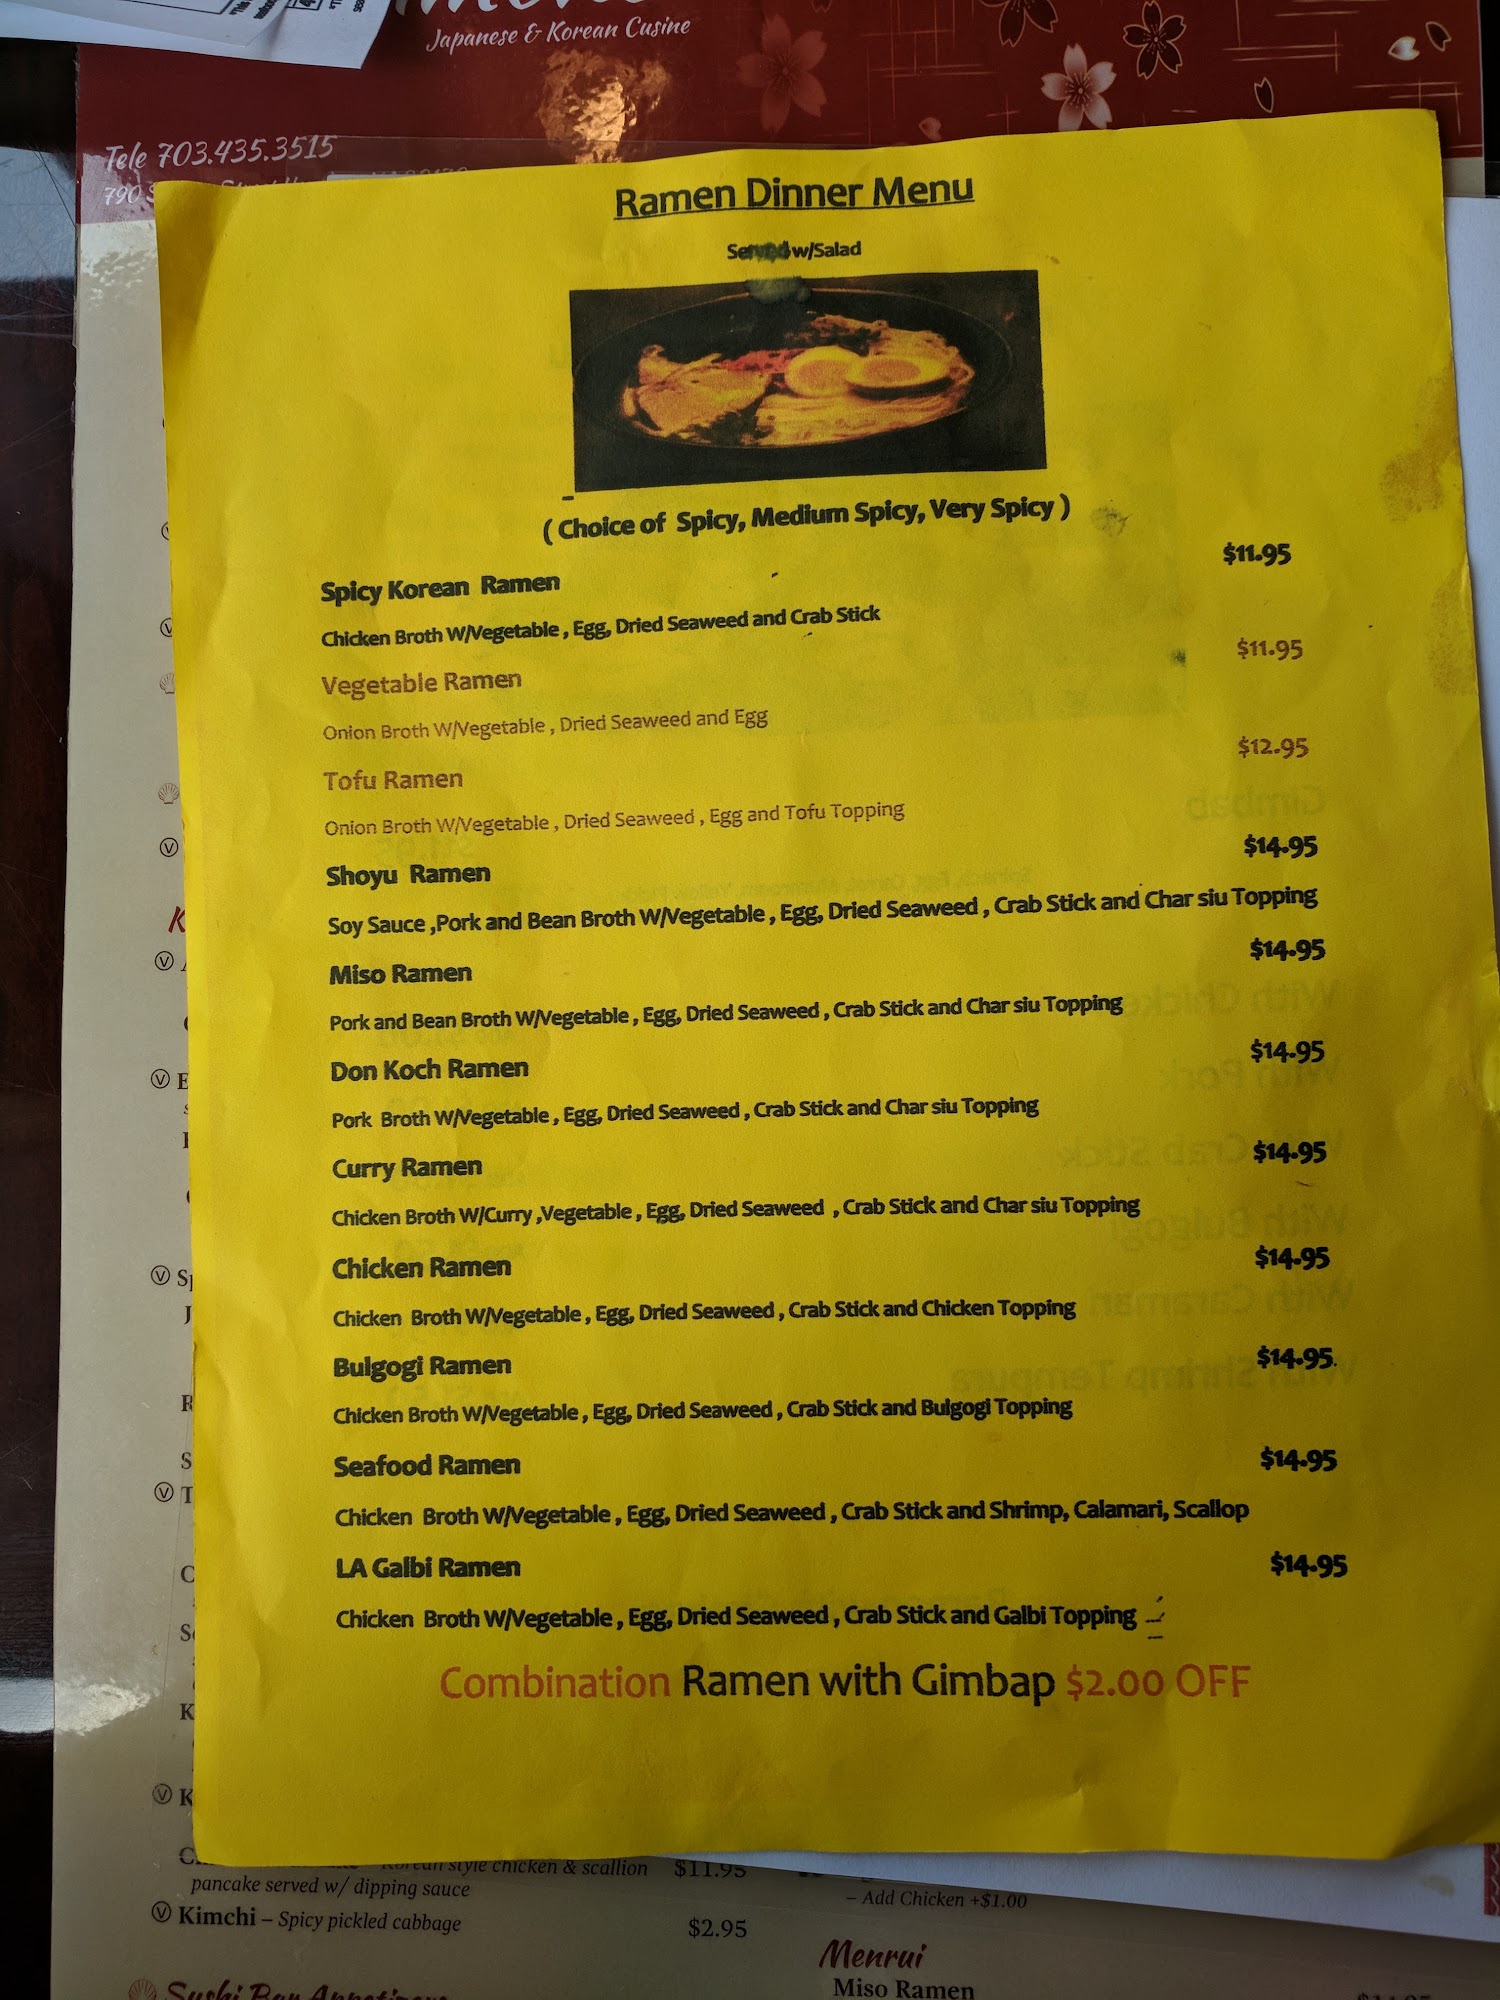 Japanese & Korean Cusine
Tele 703.435.3515
790
Ramen Dinner Menu
Served w/Salad
( Choice of Spicy, Medium Spicy, Very Spicy )
Spicy Korean Ramen $11.95
Chicken Broth W/Vegetable , Egg, Dried Seaweed and Crab Stick
Vegetable Ramen $11.95
Onion Broth W/Vegetable , Dried Seaweed and Egg
Tofu Ramen $12.95
Onion Broth W/Vegetable , Dried Seaweed , Egg and Tofu Topping
Shoyu Ramen $14.95
Soy Sauce ,Pork and Bean Broth W/Vegetable , Egg, Dried Seaweed , Crab Stick and Char siu Topping
Miso Ramen $14.95
Pork and Bean Broth W/Vegetable , Egg, Dried Seaweed , Crab Stick and Char siu Topping
Don Koch Ramen $14.95
Pork Broth W/Vegetable , Egg, Dried Seaweed , Crab Stick and Char siu Topping
Curry Ramen $14.95
Chicken Broth W/Curry ,Vegetable , Egg, Dried Seaweed , Crab Stick and Char siu Topping
Chicken Ramen $14.95
Chicken Broth W/Vegetable , Egg, Dried Seaweed , Crab Stick and Chicken Topping
Bulgogi Ramen $14.95
Chicken Broth W/Vegetable , Egg, Dried Seaweed , Crab Stick and Bulgogi Topping
Seafood Ramen $14.95
Chicken Broth W/Vegetable , Egg, Dried Seaweed , Crab Stick and Shrimp, Calamari, Scallop
LA Galbi Ramen $14.95
Chicken Broth W/Vegetable , Egg, Dried Seaweed , Crab Stick and Galbi Topping
Combination Ramen with Gimbap $2.00 OFF
Korean style chicken & scallion $11.95
pancake served w/ dipping sauce
Kimchi – Spicy pickled cabbage $2.95
Sushi Bar Appetizers
– Add Chicken +$1.00
Menrui
Miso Ramen